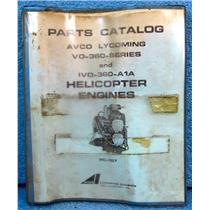 PARTS CATALOG
AVCO LYCOMING
VO-360-SERIES
and
IVO-360-A1A
HELICOPTER
ENGINES